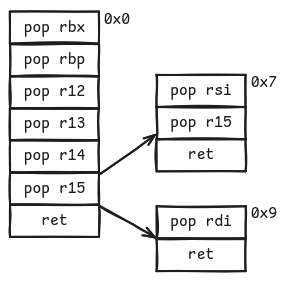 pop rbx 0x0
pop rbp
pop r12
pop r13
pop r14
pop r15
ret
pop rsi 0x7
pop r15
ret
pop rdi 0x9
ret